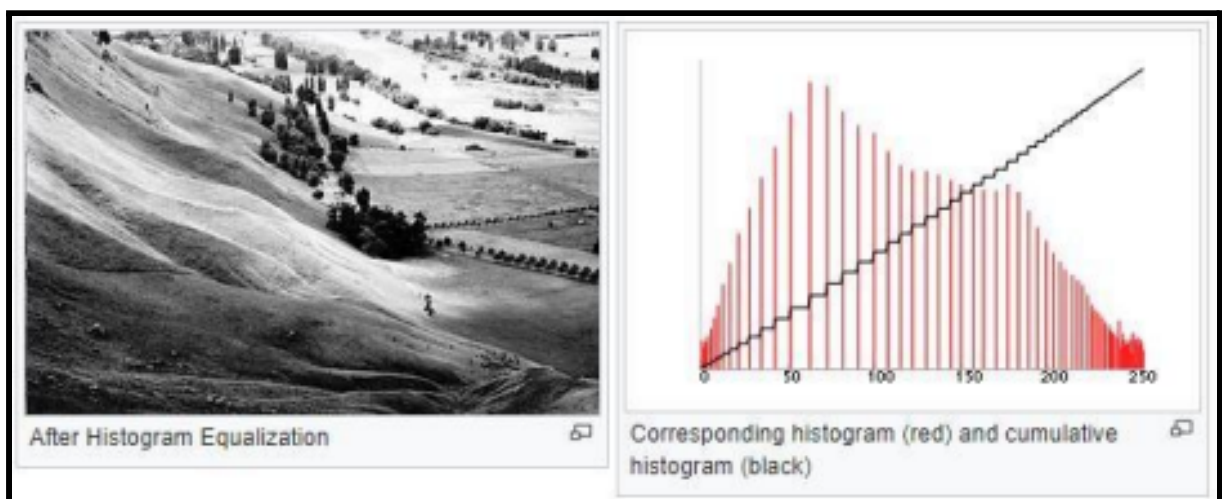 0 50 100 150 200 250
After Histogram Equalization
Corresponding histogram (red) and cumulative
histogram (black)